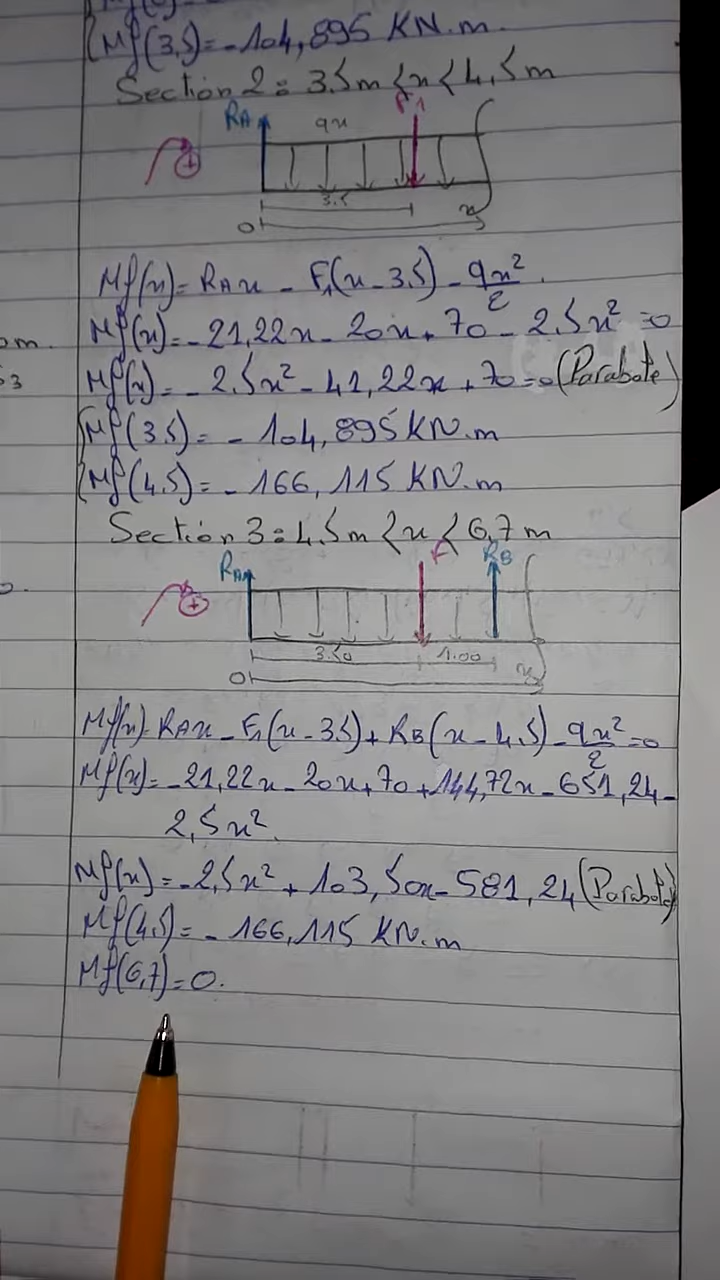 Mf(3,5) = -104,895 KN.m
Section 2 : 3.5m < x < 4,5m
RA qx F1
3.5
0 x
Mf(x) = RAx - F1(x-3,5) - qx²/2.
Mf(x) = -21,22x - 20x + 70 - 2.5x² = 0
Mf(x) = -2.5x² - 41,22x + 70 = 0 (Parabole)
Mf(3.5) = -104,895 KN.m
Mf(4.5) = -166,115 KN.m
Section 3 : 4,5m < x < 6,7m
RA F RB
3.50 1.00
0 x
Mf(x) = RAx - F1(x-3.5) + RB(x-4,5) - qx²/2 = 0
Mf(x) = -21,22x - 20x + 70 + 144,72x - 651,24 -
2,5x².
Mf(x) = -2,5x² + 103,50x - 581,24 (Parabole)
Mf(4,5) = -166,115 KN.m
Mf(6,7) = 0.